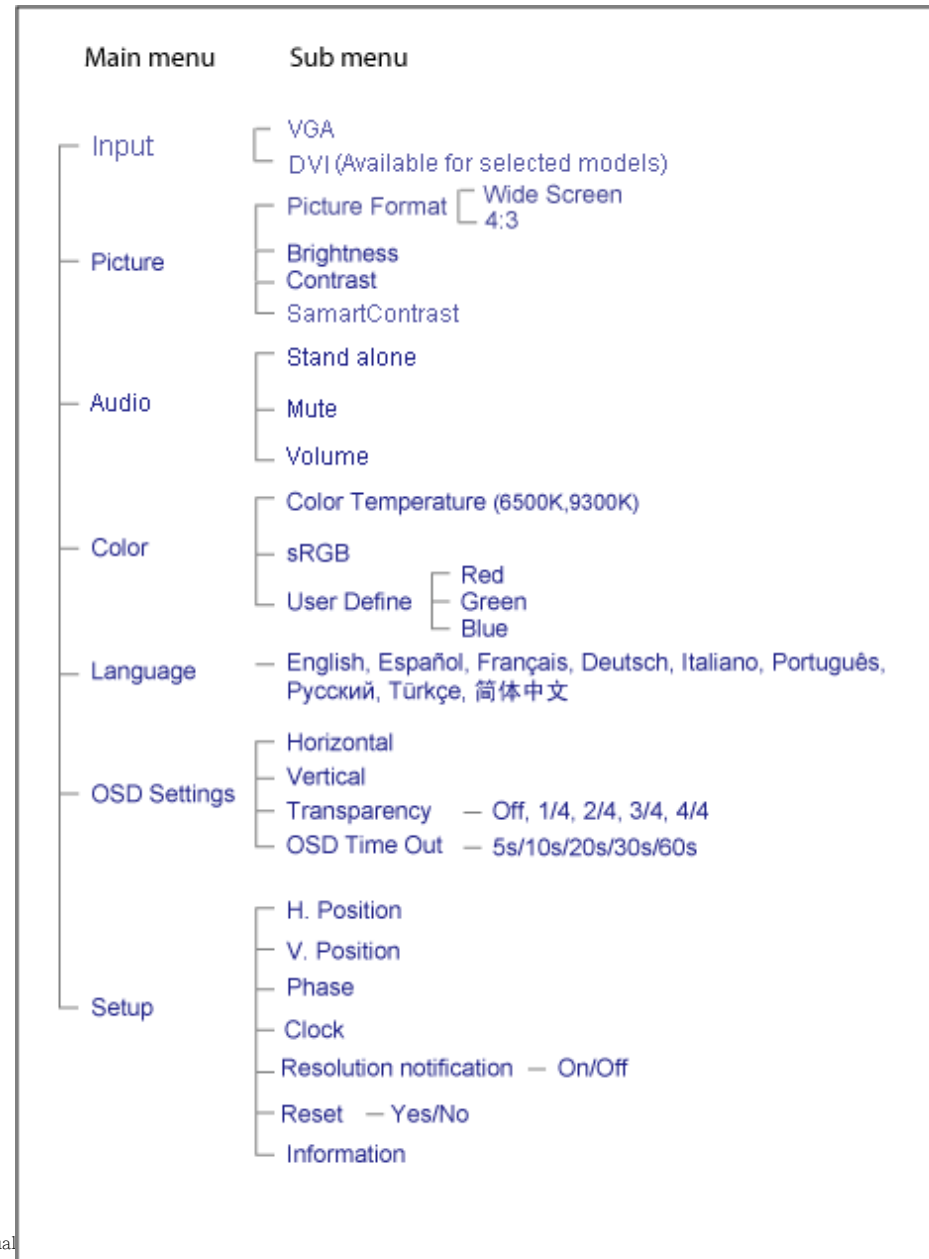 Main menu Sub menu
Input
VGA
DVI (Available for selected models)
Picture
Picture Format
Wide Screen
4:3
Brightness
Contrast
SamartContrast
Audio
Stand alone
Mute
Volume
Color
Color Temperature (6500K,9300K)
sRGB
User Define
Red
Green
Blue
Language
English, Español, Français, Deutsch, Italiano, Português,
Русский, Türkçe, 简体中文
OSD Settings
Horizontal
Vertical
Transparency — Off, 1/4, 2/4, 3/4, 4/4
OSD Time Out — 5s/10s/20s/30s/60s
Setup
H. Position
V. Position
Phase
Clock
Resolution notification — On/Off
Reset — Yes/No
Information